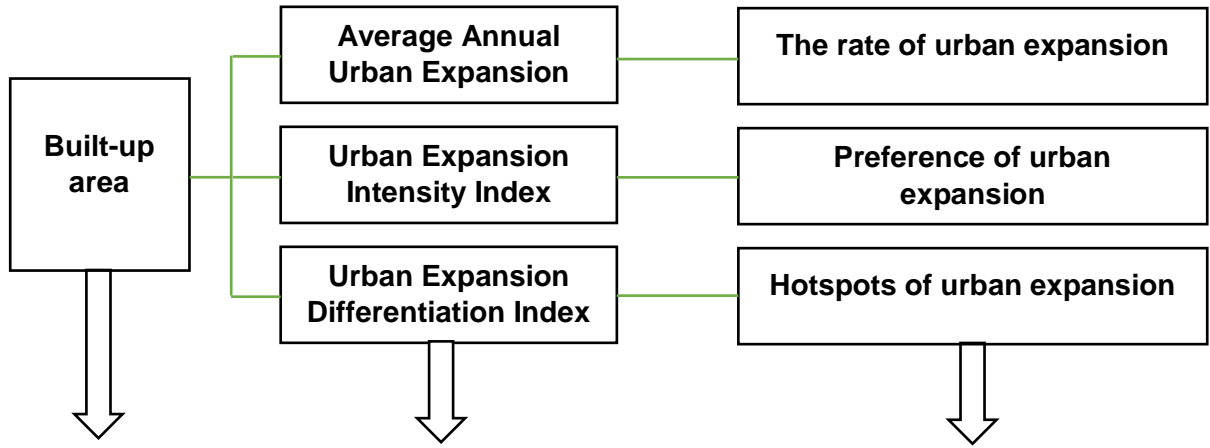 Built-up
area
Average Annual
Urban Expansion
The rate of urban expansion
Urban Expansion
Intensity Index
Preference of urban
expansion
Urban Expansion
Differentiation Index
Hotspots of urban expansion